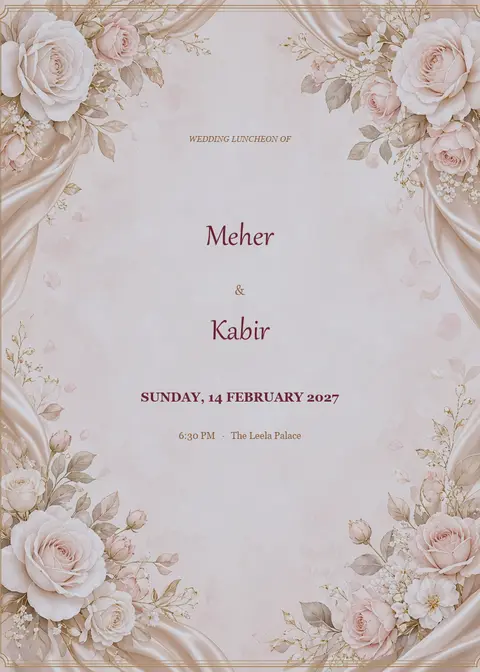 WEDDING LUNCHEON OF
Meher
&
Kabir
SUNDAY, 14 FEBRUARY 2027
6:30 PM · The Leela Palace